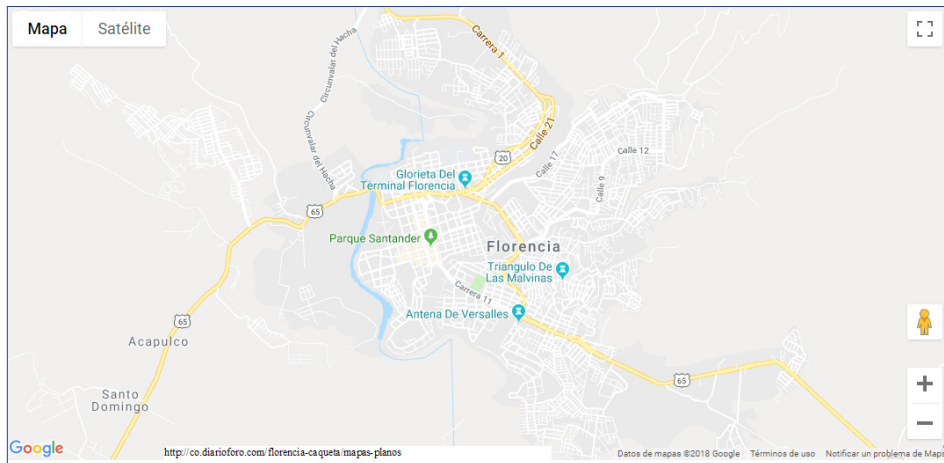 Mapa Satélite
Carrera 1
Circunvalar del Hacha
Circunvalar del Hacha
Calle 21
20
Calle 17
Calle 12
Glorieta Del
Terminal Florencia
Calle 9
65
Parque Santander
Florencia
Triangulo De
Las Malvinas
Carrera 11
Antena De Versalles
65
Acapulco
65
Santo
Domingo
Google
http://co.diarioforo.com/florencia-caqueta/mapas-planos
Datos de mapas ©2018 Google Términos de uso Notificar un problema de Maps